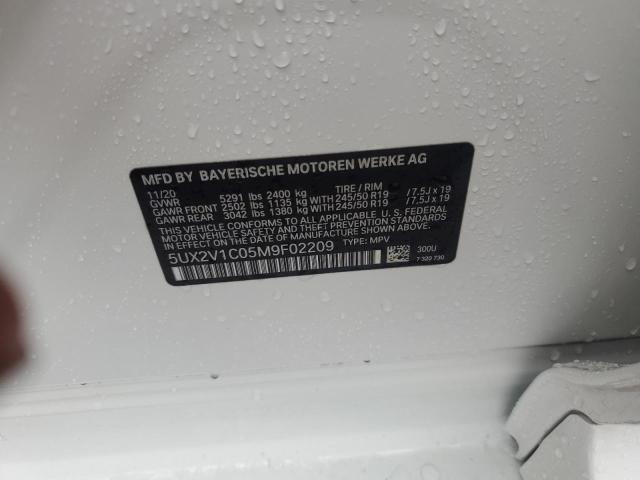 MFD BY BAYERISCHE MOTOREN WERKE AG
11/20 TIRE / RIM
GVWR 5291 lbs 2400 kg
GAWR FRONT 2502 lbs 1135 kg WITH 245/50 R19 /7.5J x 19
GAWR REAR 3042 lbs 1380 kg WITH 245/50 R19 /7.5J x 19
THIS VEHICLE CONFORMS TO ALL APPLICABLE U. S. FEDERAL
MOTOR VEHICLE SAFETY, BUMPER, AND THEFT PREVENTION STANDARDS
IN EFFECT ON THE DATE OF MANUFACTURE SHOWN ABOVE.
5UX2V1C05M9F02209 TYPE: MPV 300U
7 329 730